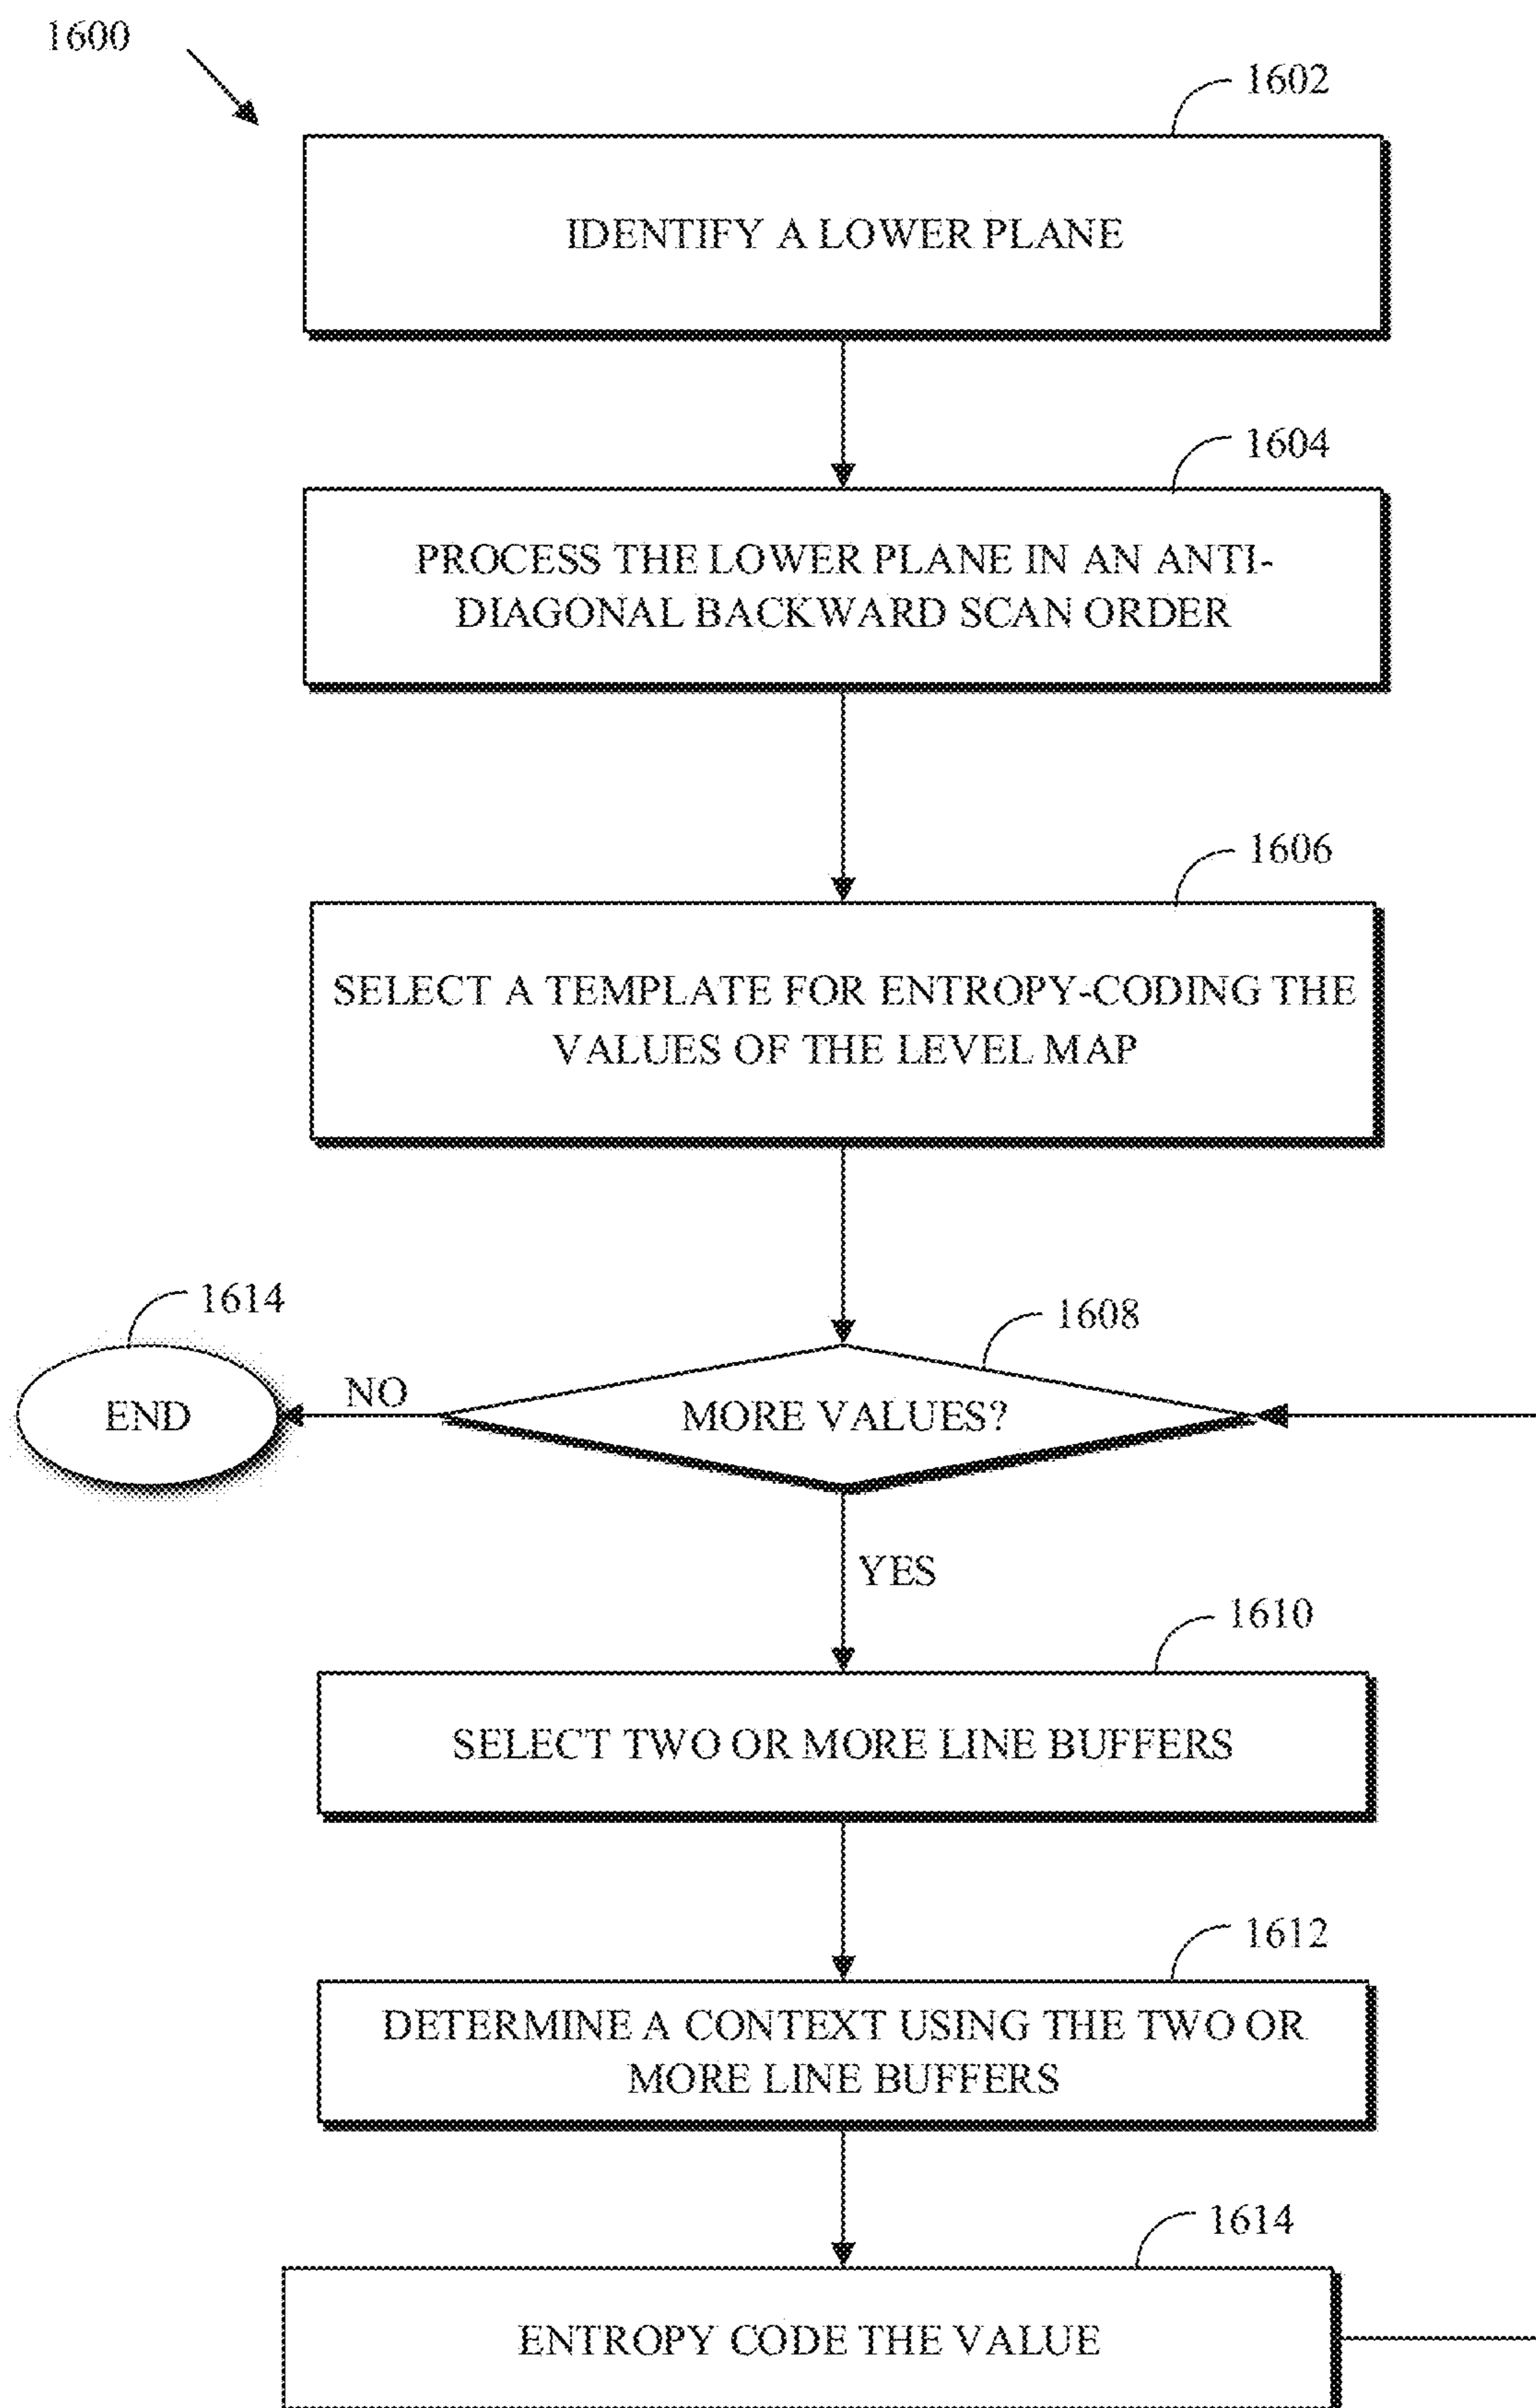 1600
1602
IDENTIFY A LOWER PLANE
1604
PROCESS THE LOWER PLANE IN AN ANTI-
DIAGONAL BACKWARD SCAN ORDER
1606
SELECT A TEMPLATE FOR ENTROPY-CODING THE
VALUES OF THE LEVEL MAP
1614
1608
END
NO
MORE VALUES?
YES
1610
SELECT TWO OR MORE LINE BUFFERS
1612
DETERMINE A CONTEXT USING THE TWO OR
MORE LINE BUFFERS
1614
ENTROPY CODE THE VALUE